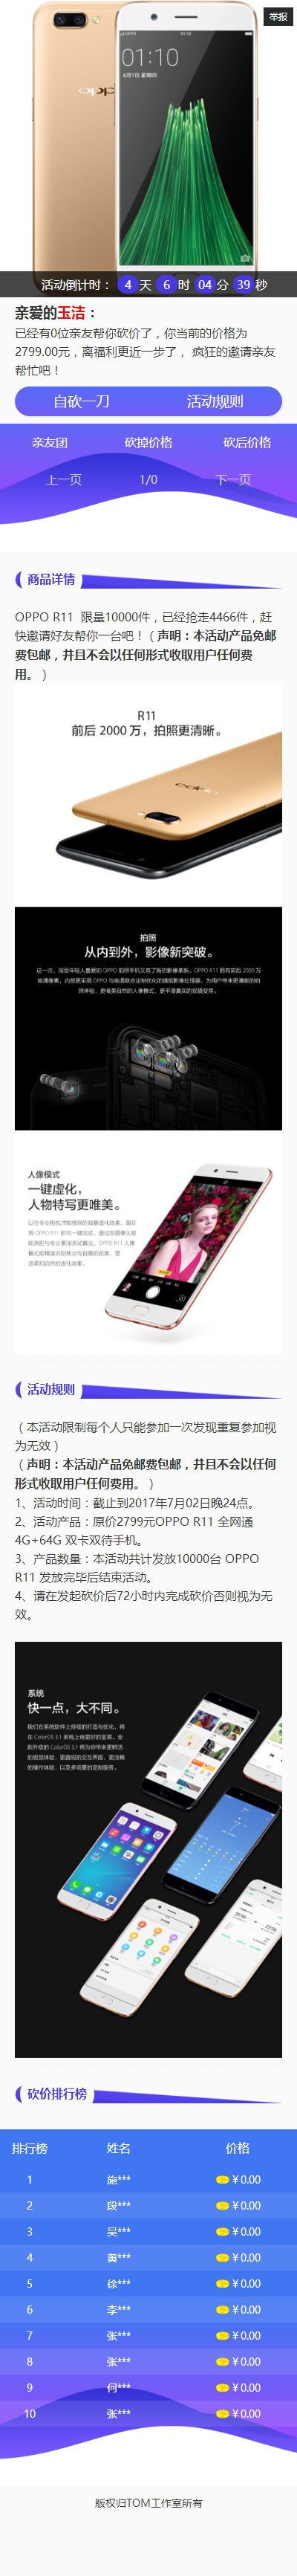 举报
oppo
01:10
6月1日 星期四
活动倒计时： 4 天 6 时 04 分 39 秒
亲爱的玉洁：
已经有0位亲友帮你砍价了，你当前的价格为
2799.00元，离福利更近一步了， 疯狂的邀请亲友
帮忙吧！
自砍一刀 活动规则
亲友团 砍掉价格 砍后价格
上一页 1/0 下一页
商品详情
OPPO R11 限量10000件，已经抢走4466件，赶
快邀请好友帮你一台吧！（声明：本活动产品免邮
费包邮，并且不会以任何形式收取用户任何费
用。）
R11
前后 2000 万，拍照更清晰。
oppo
拍照
从内到外，影像新突破。
人像模式
一键虚化，
人物特写更唯美。
活动规则
（本活动限制每个人只能参加一次发现重复参加视
为无效）
（声明：本活动产品免邮费包邮，并且不会以任何
形式收取用户任何费用。）
1、活动时间：截止到2017年7月02日晚24点。
2、活动产品：原价2799元OPPO R11 全网通
4G+64G 双卡双待手机。
3、产品数量：本活动共计发放10000台 OPPO
R11 发放完毕后结束活动。
4、请在发起砍价后72小时内完成砍价否则视为无
效。
系统
快一点，大不同。
砍价排行榜
排行榜 姓名 价格
1 施*** ￥0.00
2 段*** ￥0.00
3 吴*** ￥0.00
4 黄*** ￥0.00
5 徐*** ￥0.00
6 李*** ￥0.00
7 张*** ￥0.00
8 张*** ￥0.00
9 何*** ￥0.00
10 张*** ￥0.00
版权归TOM工作室所有